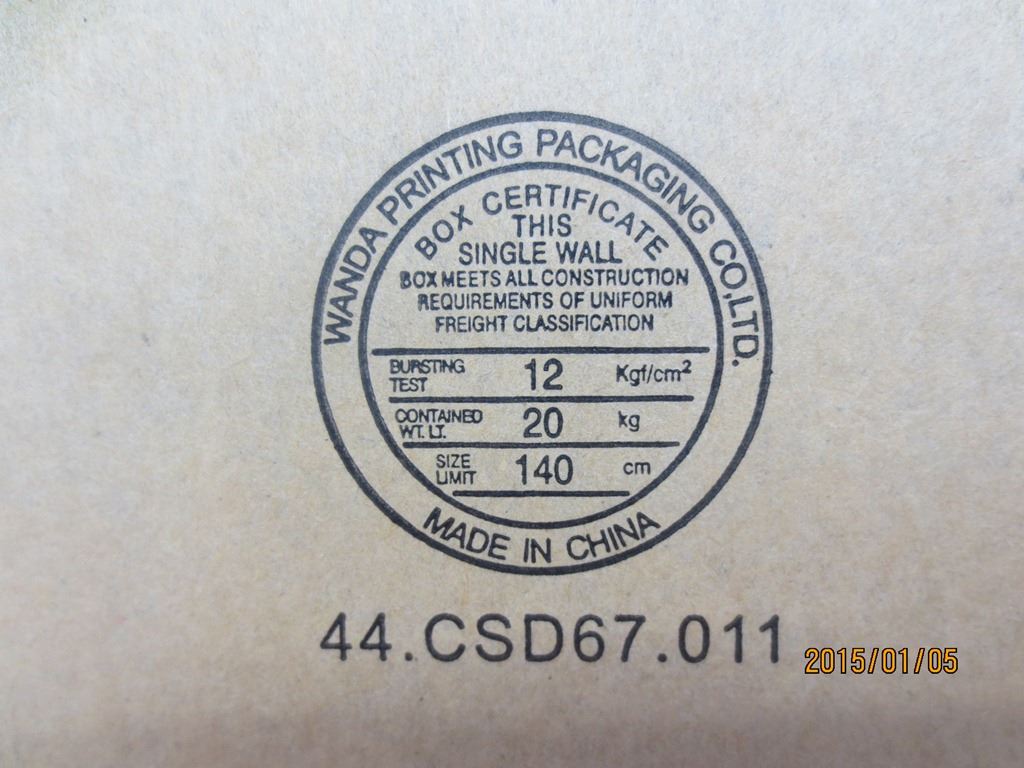 WANDA PRINTING PACKAGING CO,LTD.
BOX CERTIFICATE
THIS
SINGLE WALL
BOX MEETS ALL CONSTRUCTION
REQUIREMENTS OF UNIFORM
FREIGHT CLASSIFICATION
BURSTING TEST 12 Kgf/cm²
CONTAINED WT. LT. 20 kg
SIZE LIMIT 140 cm
MADE IN CHINA
44.CSD67.011
2015/01/05